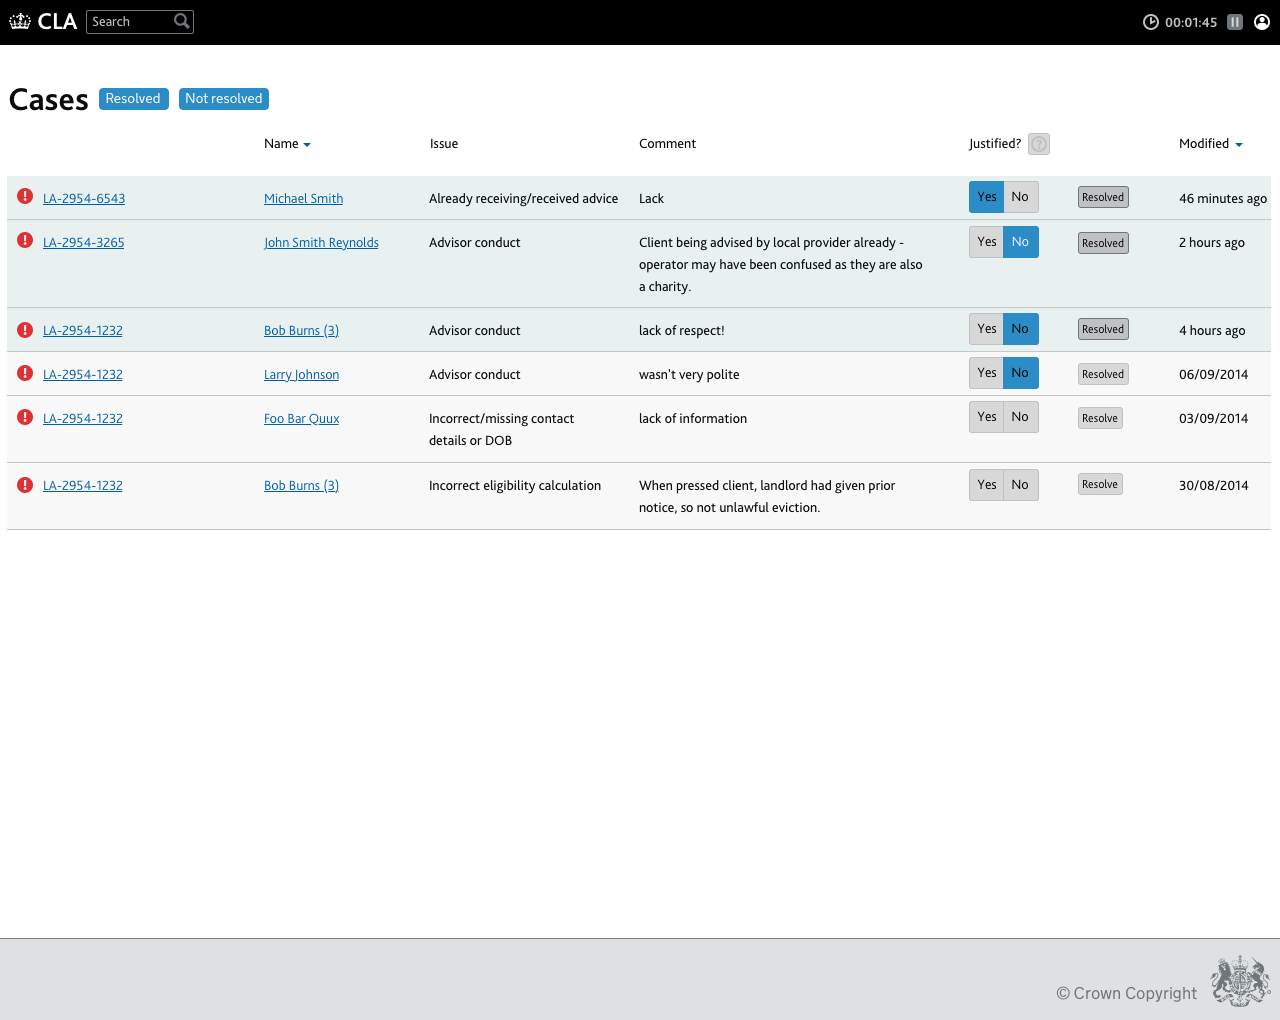 CLA Search 00:01:45
Cases Resolved Not resolved
Name Issue Comment Justified? ? Modified
! LA-2954-6543 Michael Smith Already receiving/received advice Lack Yes No Resolved 46 minutes ago
! LA-2954-3265 John Smith Reynolds Advisor conduct Client being advised by local provider already - Yes No Resolved 2 hours ago
operator may have been confused as they are also
a charity.
! LA-2954-1232 Bob Burns (3) Advisor conduct lack of respect! Yes No Resolved 4 hours ago
! LA-2954-1232 Larry Johnson Advisor conduct wasn't very polite Yes No Resolved 06/09/2014
! LA-2954-1232 Foo Bar Quux Incorrect/missing contact lack of information Yes No Resolve 03/09/2014
details or DOB
! LA-2954-1232 Bob Burns (3) Incorrect eligibility calculation When pressed client, landlord had given prior Yes No Resolve 30/08/2014
notice, so not unlawful eviction.
© Crown Copyright